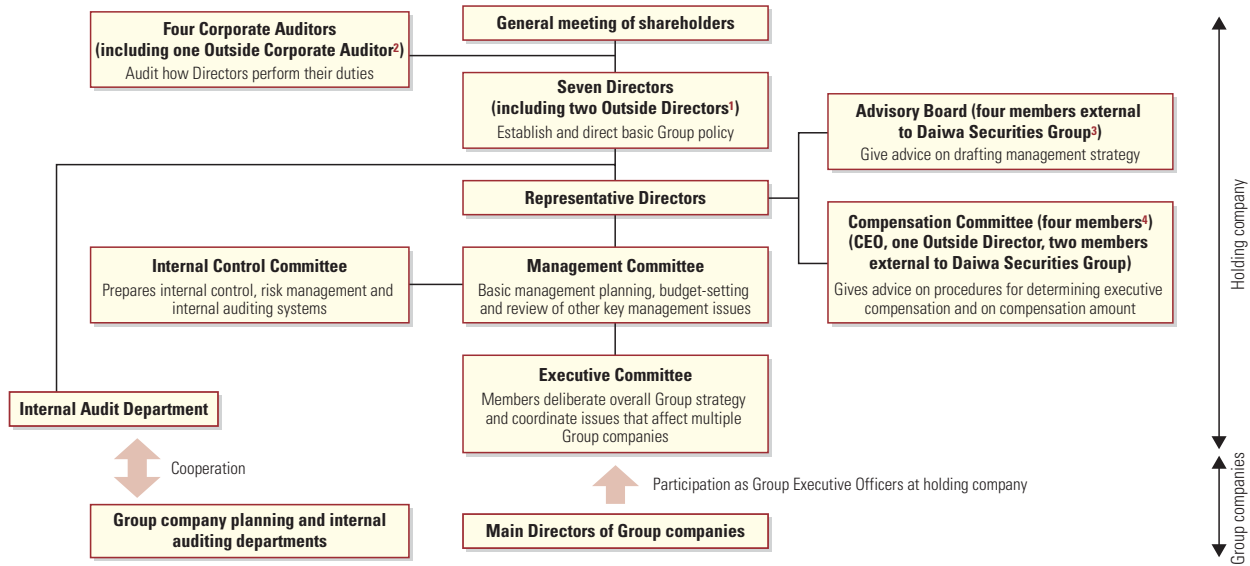 Four Corporate Auditors
(including one Outside Corporate Auditor2)
Audit how Directors perform their duties
General meeting of shareholders
Seven Directors
(including two Outside Directors1)
Establish and direct basic Group policy
Advisory Board (four members external
to Daiwa Securities Group3)
Give advice on drafting management strategy
Representative Directors
Compensation Committee (four members4)
(CEO, one Outside Director, two members
external to Daiwa Securities Group)
Gives advice on procedures for determining executive
compensation and on compensation amount
Internal Control Committee
Prepares internal control, risk management and
internal auditing systems
Management Committee
Basic management planning, budget-setting
and review of other key management issues
Executive Committee
Members deliberate overall Group strategy
and coordinate issues that affect multiple
Group companies
Internal Audit Department
Cooperation
Participation as Group Executive Officers at holding company
Group company planning and internal
auditing departments
Main Directors of Group companies
Holding company
Group companies